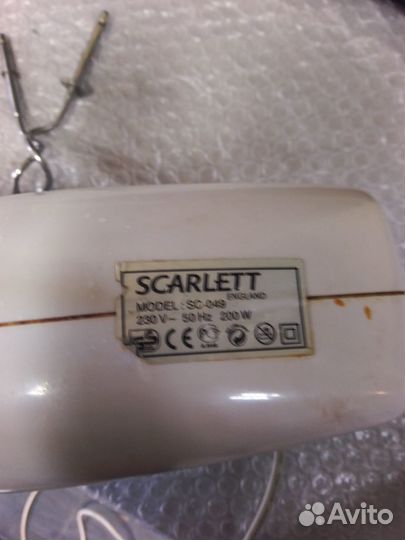 SCARLETT
ENGLAND
MODEL: SC-049
230 V~ 50 Hz 200 W
CE
Avito